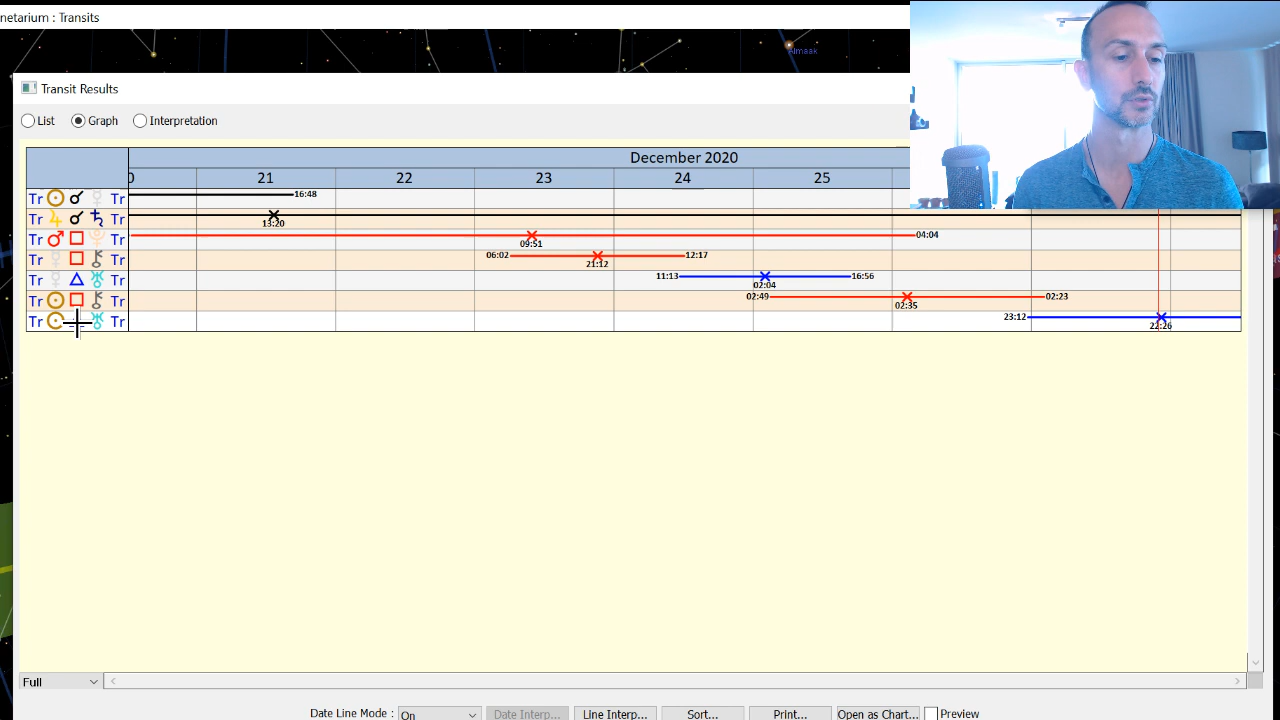 netarium : Transits
Almaak
Transit Results
List Graph Interpretation
December 2020
0 21 22 23 24 25
Tr ☉ ☌ ☿ Tr 16:48
Tr ♃ ☌ ♄ Tr 13:20
Tr ♂ □ Tr 09:51 04:04
Tr ☿ □ ⚷ Tr 06:02 21:12 12:17
Tr ☿ △ ♅ Tr 11:13 02:04 16:56
Tr ☉ □ ⚷ Tr 02:49 02:35 02:23
Tr ☉ ♅ Tr 23:12 22:26
Full
Date Line Mode : On Date Interp... Line Interp... Sort... Print... Open as Chart... Preview